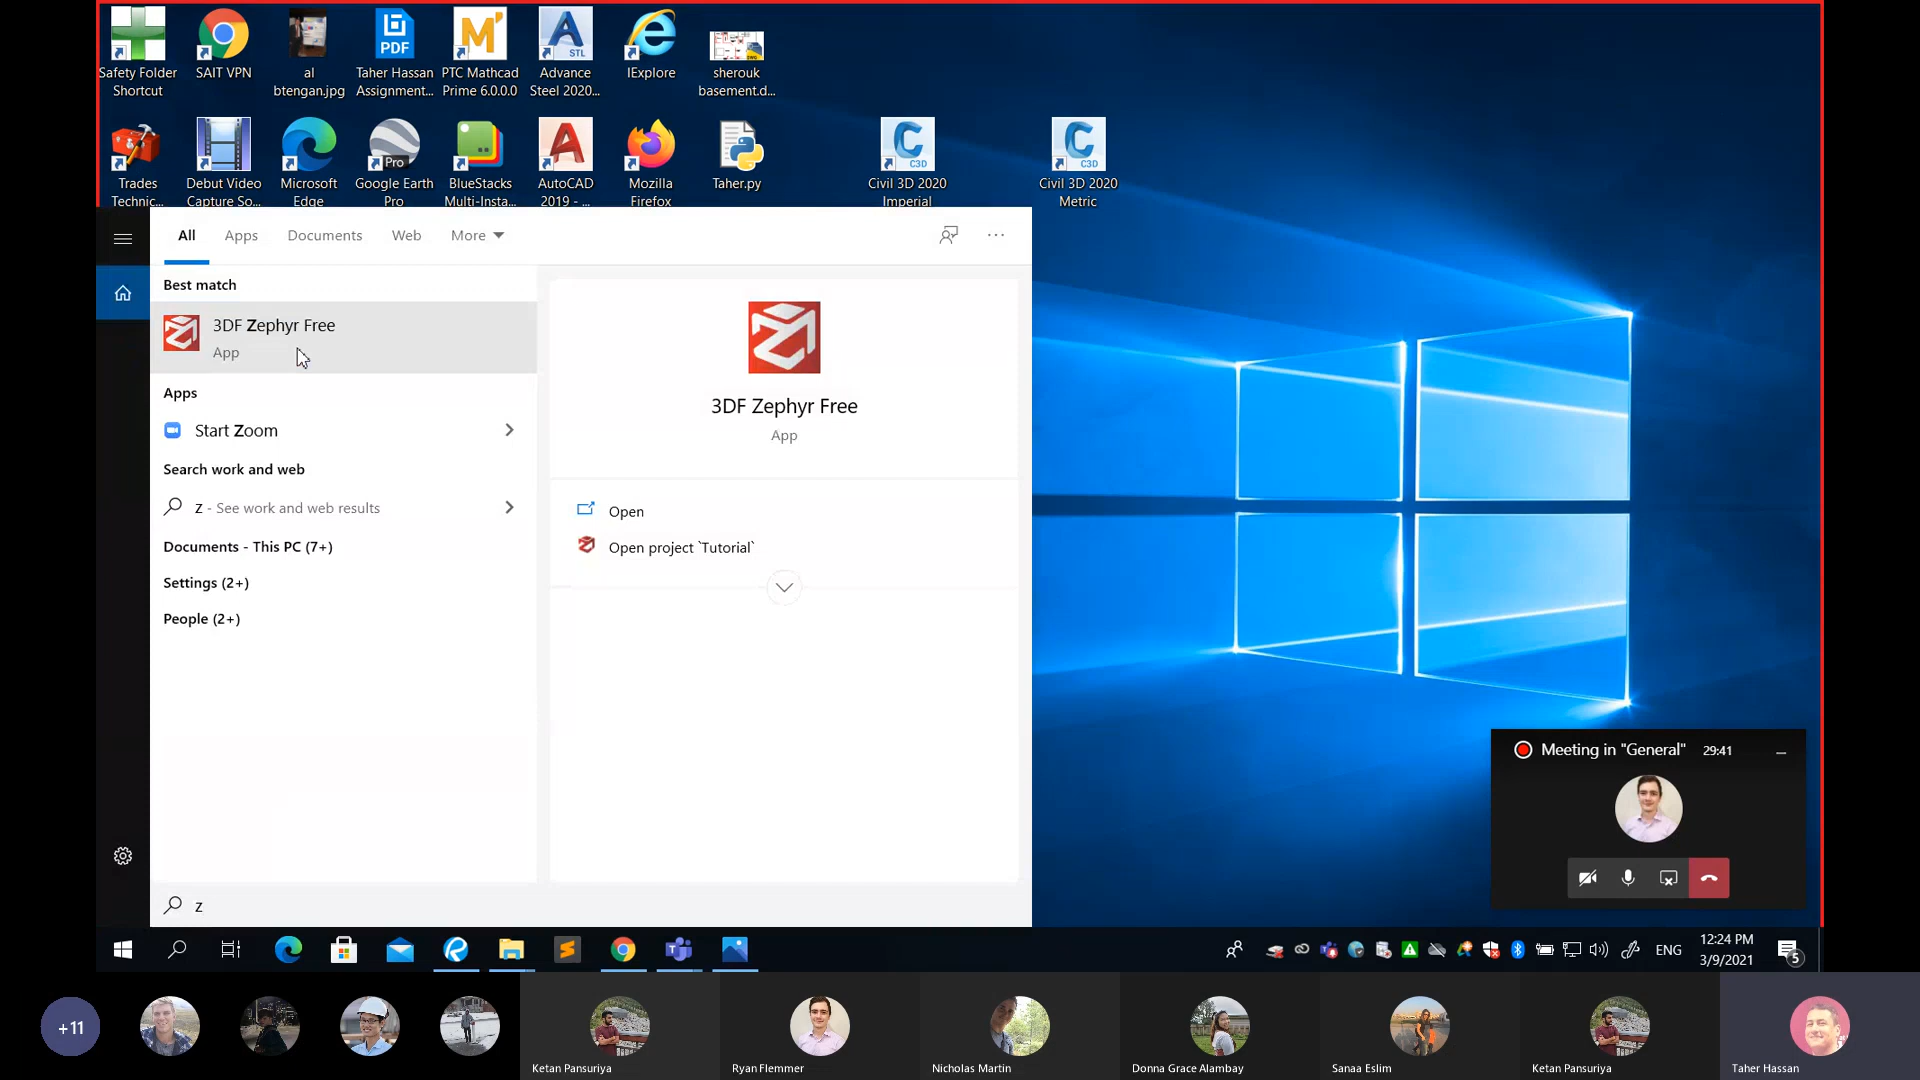 Safety Folder
Shortcut
SAIT VPN
al
btengan.jpg
PDF
Taher Hassan
Assignment...
PTC Mathcad
Prime 6.0.0.0
STL
Advance
Steel 2020...
IExplore
sherouk
basement.d...
Trades
Technic...
Debut Video
Capture So...
Microsoft
Edge
Pro
Google Earth
Pro
BlueStacks
Multi-Insta...
AutoCAD
2019 - ...
Mozilla
Firefox
Taher.py
C3D
Civil 3D 2020
Imperial
C3D
Civil 3D 2020
Metric
All
Apps
Documents
Web
More
Best match
3DF Zephyr Free
App
Apps
Start Zoom
Search work and web
z - See work and web results
Documents - This PC (7+)
Settings (2+)
People (2+)
3DF Zephyr Free
App
Open
Open project `Tutorial`
z
Meeting in "General"
29:41
ENG
12:24 PM
3/9/2021
5
+11
Ketan Pansuriya
Ryan Flemmer
Nicholas Martin
Donna Grace Alambay
Sanaa Eslim
Ketan Pansuriya
Taher Hassan